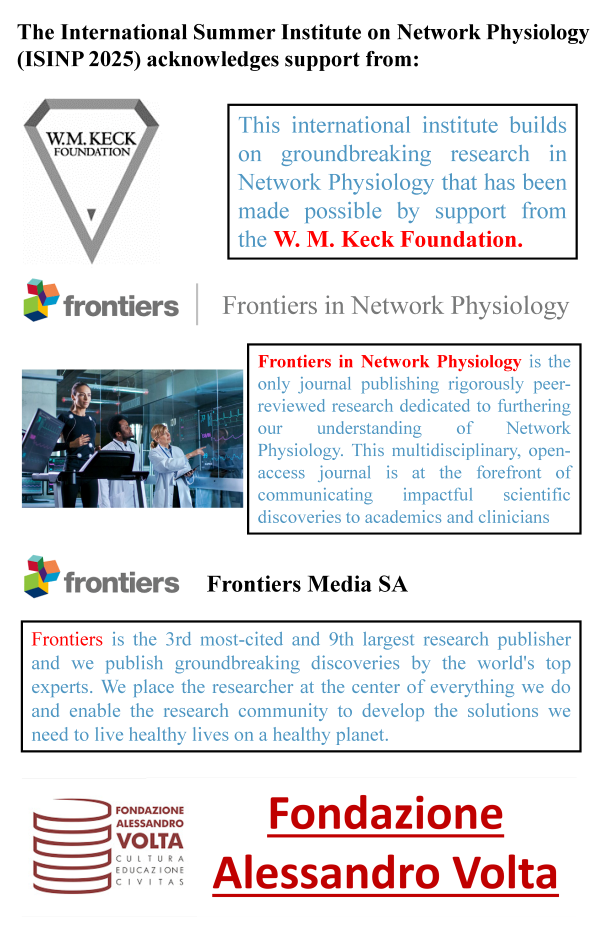 The International Summer Institute on Network Physiology
(ISINP 2025) acknowledges support from:
W.M. KECK
FOUNDATION
This international institute builds
on groundbreaking research in
Network Physiology that has been
made possible by support from
the W. M. Keck Foundation.
frontiers
Frontiers in Network Physiology
Frontiers in Network Physiology is the
only journal publishing rigorously peer-
reviewed research dedicated to furthering
our understanding of Network
Physiology. This multidisciplinary, open-
access journal is at the forefront of
communicating impactful scientific
discoveries to academics and clinicians
frontiers
Frontiers Media SA
Frontiers is the 3rd most-cited and 9th largest research publisher
and we publish groundbreaking discoveries by the world's top
experts. We place the researcher at the center of everything we do
and enable the research community to develop the solutions we
need to live healthy lives on a healthy planet.
FONDAZIONE
ALESSANDRO
VOLTA
CULTURA
EDUCAZIONE
CIVITAS
Fondazione
Alessandro Volta